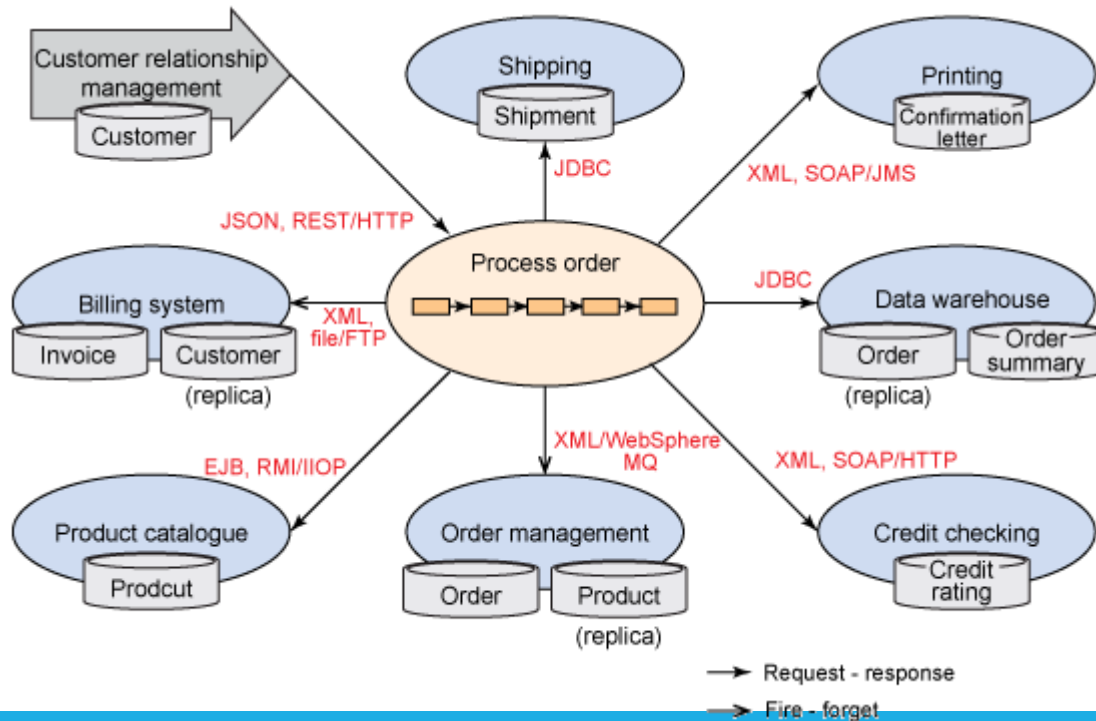 Customer relationship
management
Customer
Shipping
Shipment
Printing
Confirmation
letter
JDBC
XML, SOAP/JMS
JSON, REST/HTTP
Process order
Billing system
Invoice
Customer
(replica)
XML,
file/FTP
JDBC
Data warehouse
Order
(replica)
Order
summary
EJB, RMI/IIOP
XML/WebSphere
MQ
XML, SOAP/HTTP
Product catalogue
Prodcut
Order management
Order
Product
(replica)
Credit checking
Credit
rating
Request - response
Fire - forget